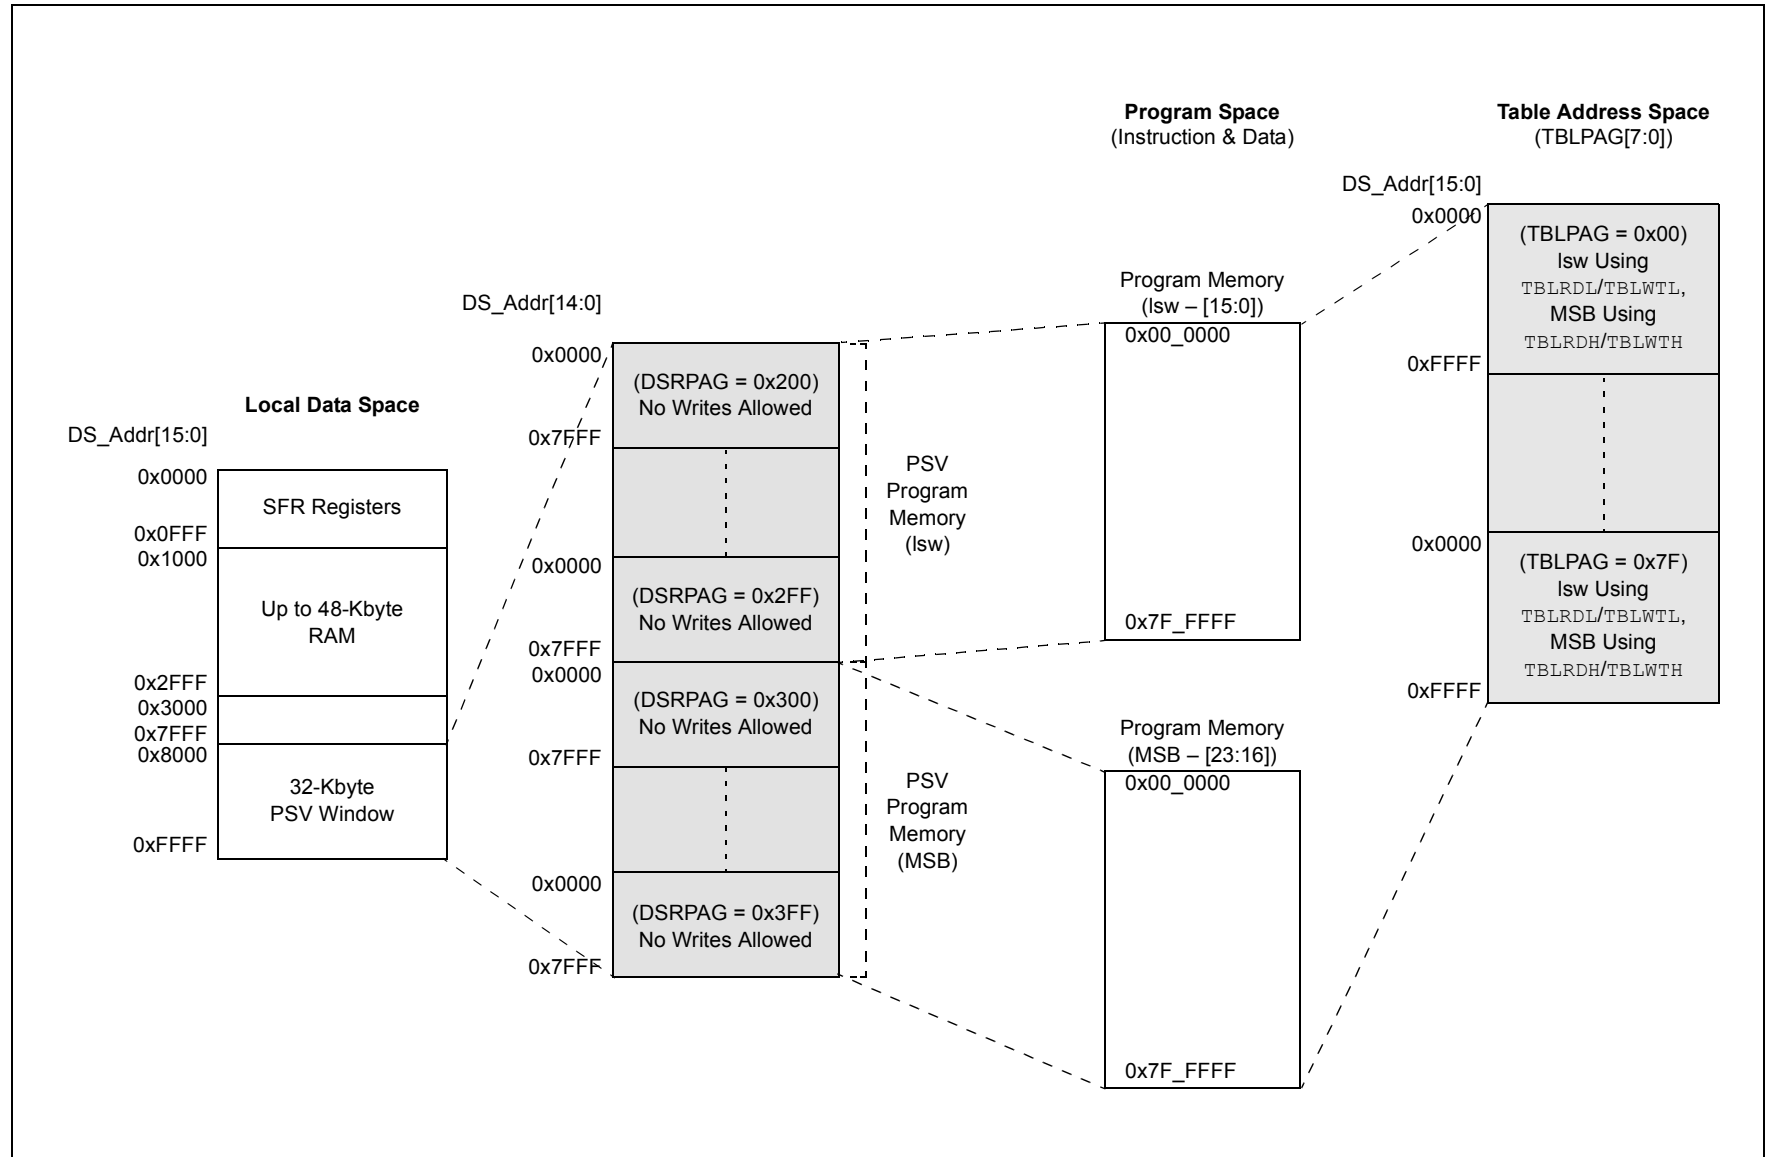 Local Data Space
DS_Addr[15:0]
0x0000
SFR Registers
0x0FFF
0x1000
Up to 48-Kbyte
RAM
0x2FFF
0x3000
0x7FFF
0x8000
32-Kbyte
PSV Window
0xFFFF
DS_Addr[14:0]
0x0000
(DSRPAG = 0x200)
No Writes Allowed
0x7FFF
0x0000
(DSRPAG = 0x2FF)
No Writes Allowed
0x7FFF
0x0000
(DSRPAG = 0x300)
No Writes Allowed
0x7FFF
0x0000
(DSRPAG = 0x3FF)
No Writes Allowed
0x7FFF
PSV
Program
Memory
(lsw)
PSV
Program
Memory
(MSB)
Program Space
(Instruction & Data)
Program Memory
(lsw – [15:0])
0x00_0000
0x7F_FFFF
Program Memory
(MSB – [23:16])
0x00_0000
0x7F_FFFF
Table Address Space
(TBLPAG[7:0])
DS_Addr[15:0]
0x0000
(TBLPAG = 0x00)
lsw Using
TBLRDL/TBLWTL,
MSB Using
TBLRDH/TBLWTH
0xFFFF
0x0000
(TBLPAG = 0x7F)
lsw Using
TBLRDL/TBLWTL,
MSB Using
TBLRDH/TBLWTH
0xFFFF